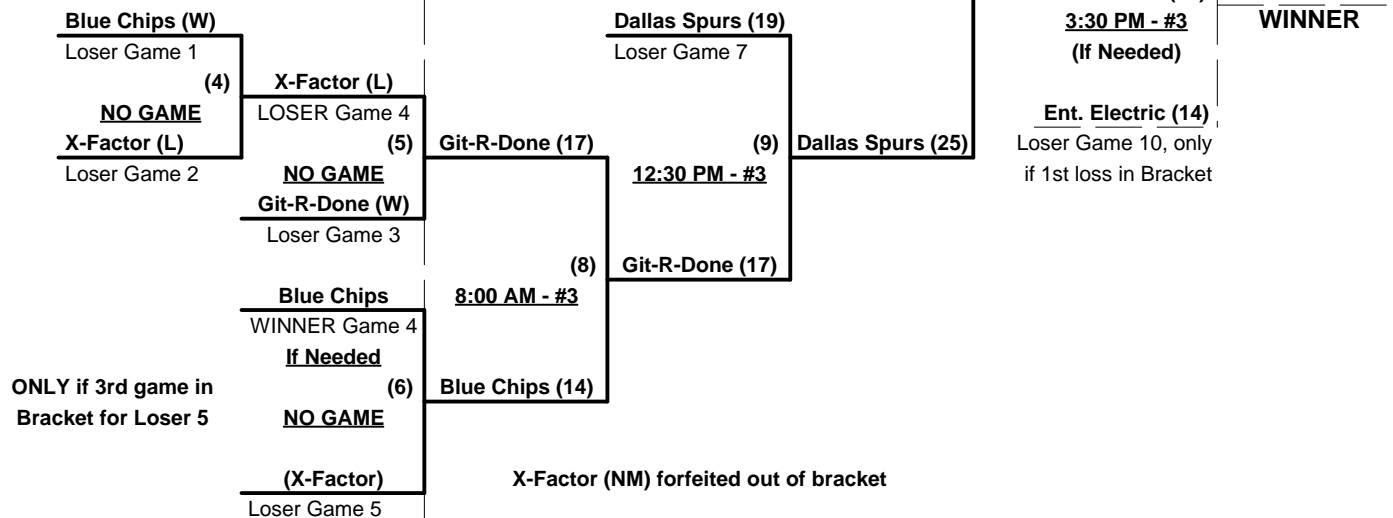 Blue Chips (W)
Loser Game 1
(4)
NO GAME
X-Factor (L)
Loser Game 2
X-Factor (L)
LOSER Game 4
(5)
NO GAME
Git-R-Done (W)
Loser Game 3
Blue Chips
WINNER Game 4
If Needed
(6)
NO GAME
(X-Factor)
Loser Game 5
ONLY if 3rd game in
Bracket for Loser 5
Git-R-Done (17)
(8)
8:00 AM - #3
Blue Chips (14)
X-Factor (NM) forfeited out of bracket
Dallas Spurs (19)
Loser Game 7
(9)
12:30 PM - #3
Git-R-Done (17)
Dallas Spurs (25)
3:30 PM - #3
(If Needed)
Ent. Electric (14)
Loser Game 10, only
if 1st loss in Bracket
WINNER